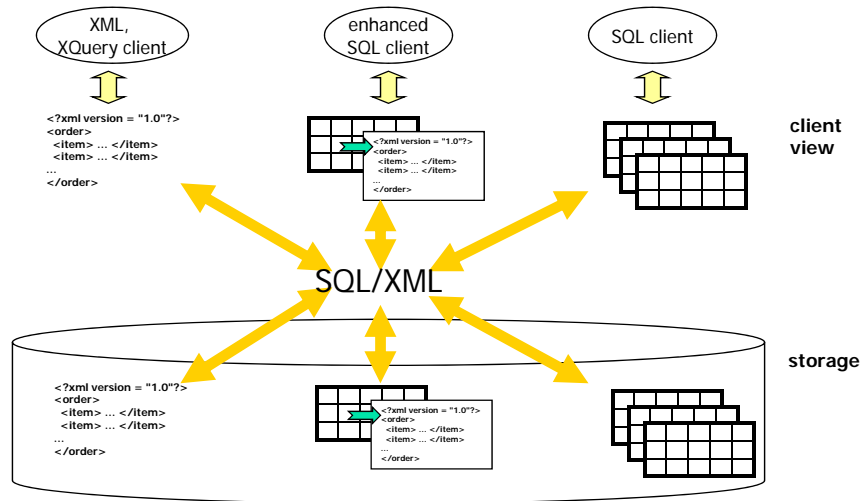 XML,
XQuery client
enhanced
SQL client
SQL client
<?xml version = "1.0"?>
<order>
<item> ... </item>
<item> ... </item>
...
</order>
<?xml version = "1.0"?>
<order>
<item> ... </item>
<item> ... </item>
...
</order>
client
view
SQL/XML
storage
<?xml version = "1.0"?>
<order>
<item> ... </item>
<item> ... </item>
...
</order>
<?xml version = "1.0"?>
<order>
<item> ... </item>
<item> ... </item>
...
</order>